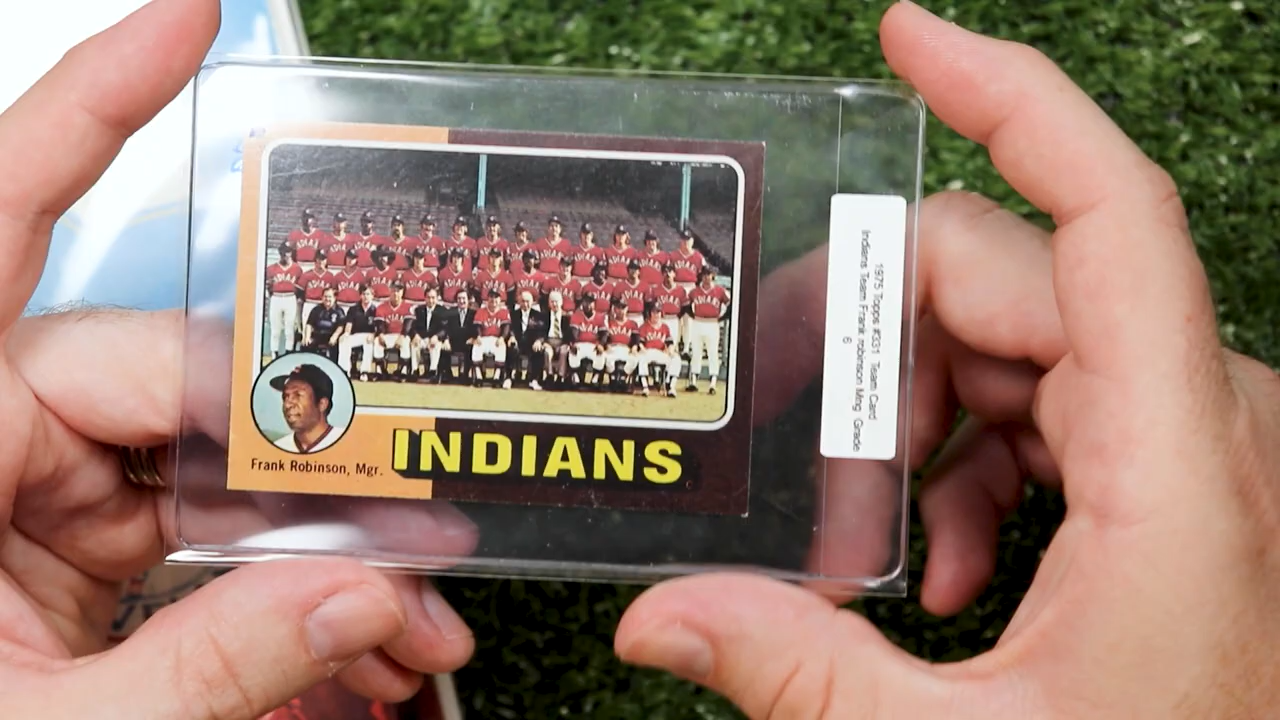 Frank Robinson, Mgr.
INDIANS
1975 Topps #331 Team Card
Indians Team Frank robinson Mng Grade
6